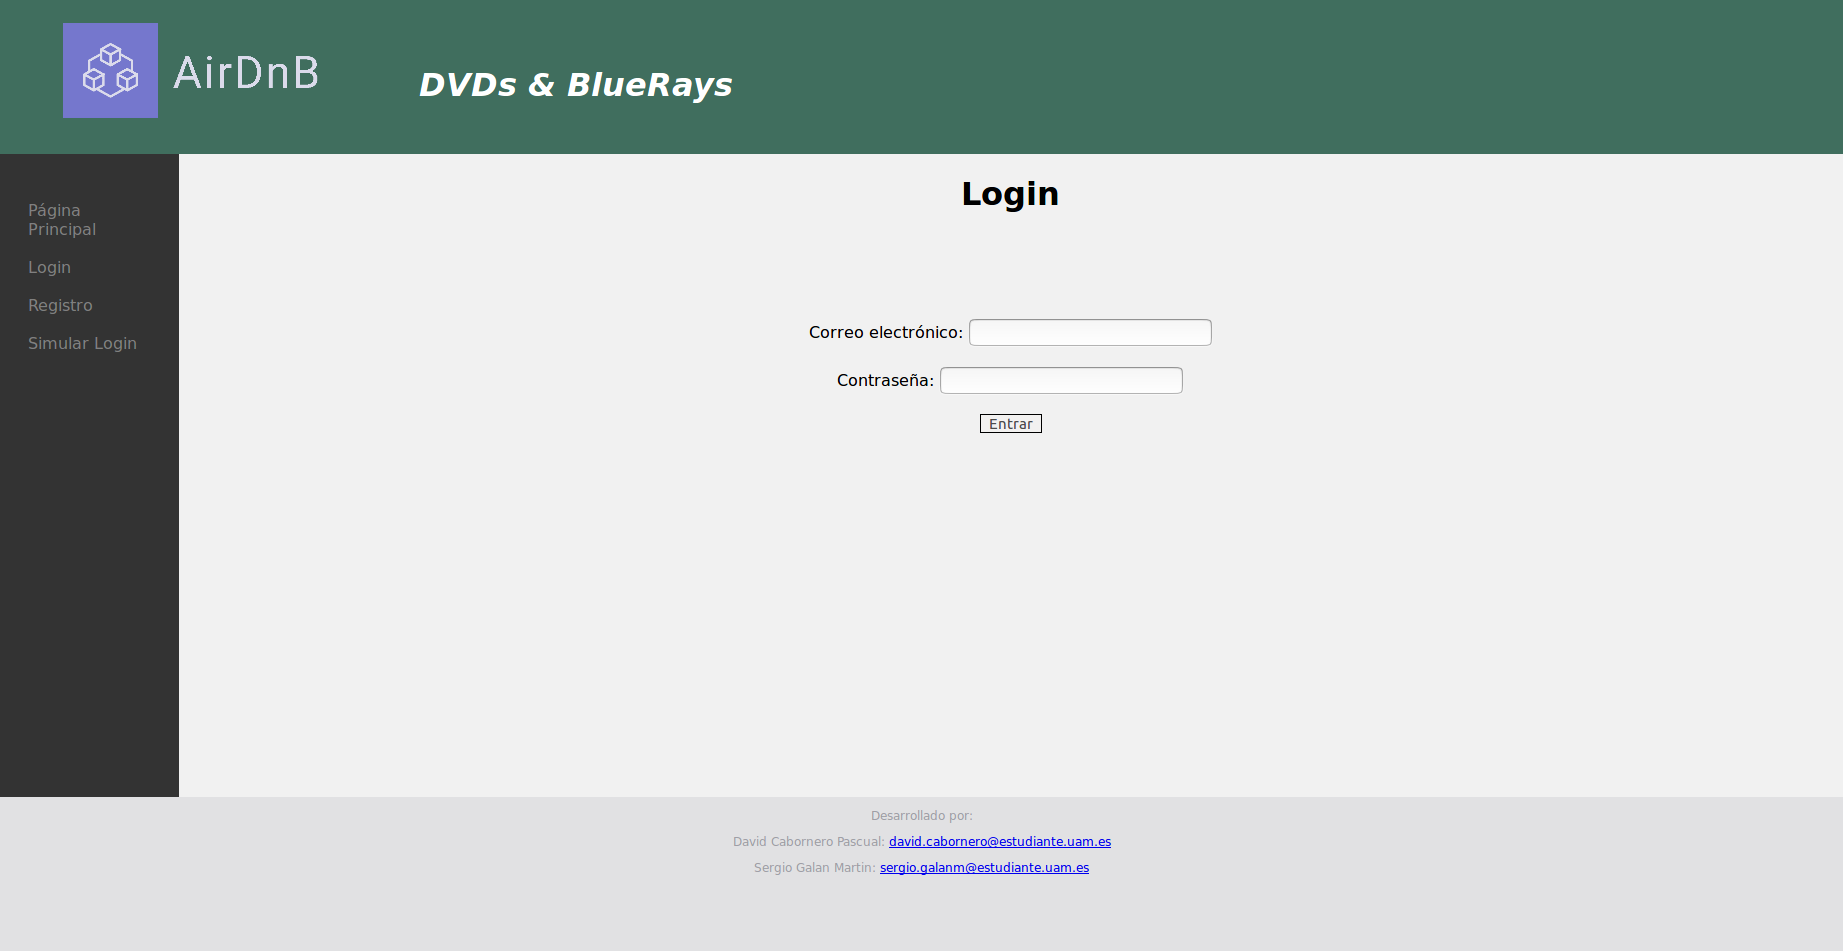 AirDnB
DVDs & BlueRays
Página
Principal
Login
Registro
Simular Login
Login
Correo electrónico:
Contraseña:
Entrar
Desarrollado por:
David Cabornero Pascual: david.cabornero@estudiante.uam.es
Sergio Galan Martin: sergio.galanm@estudiante.uam.es